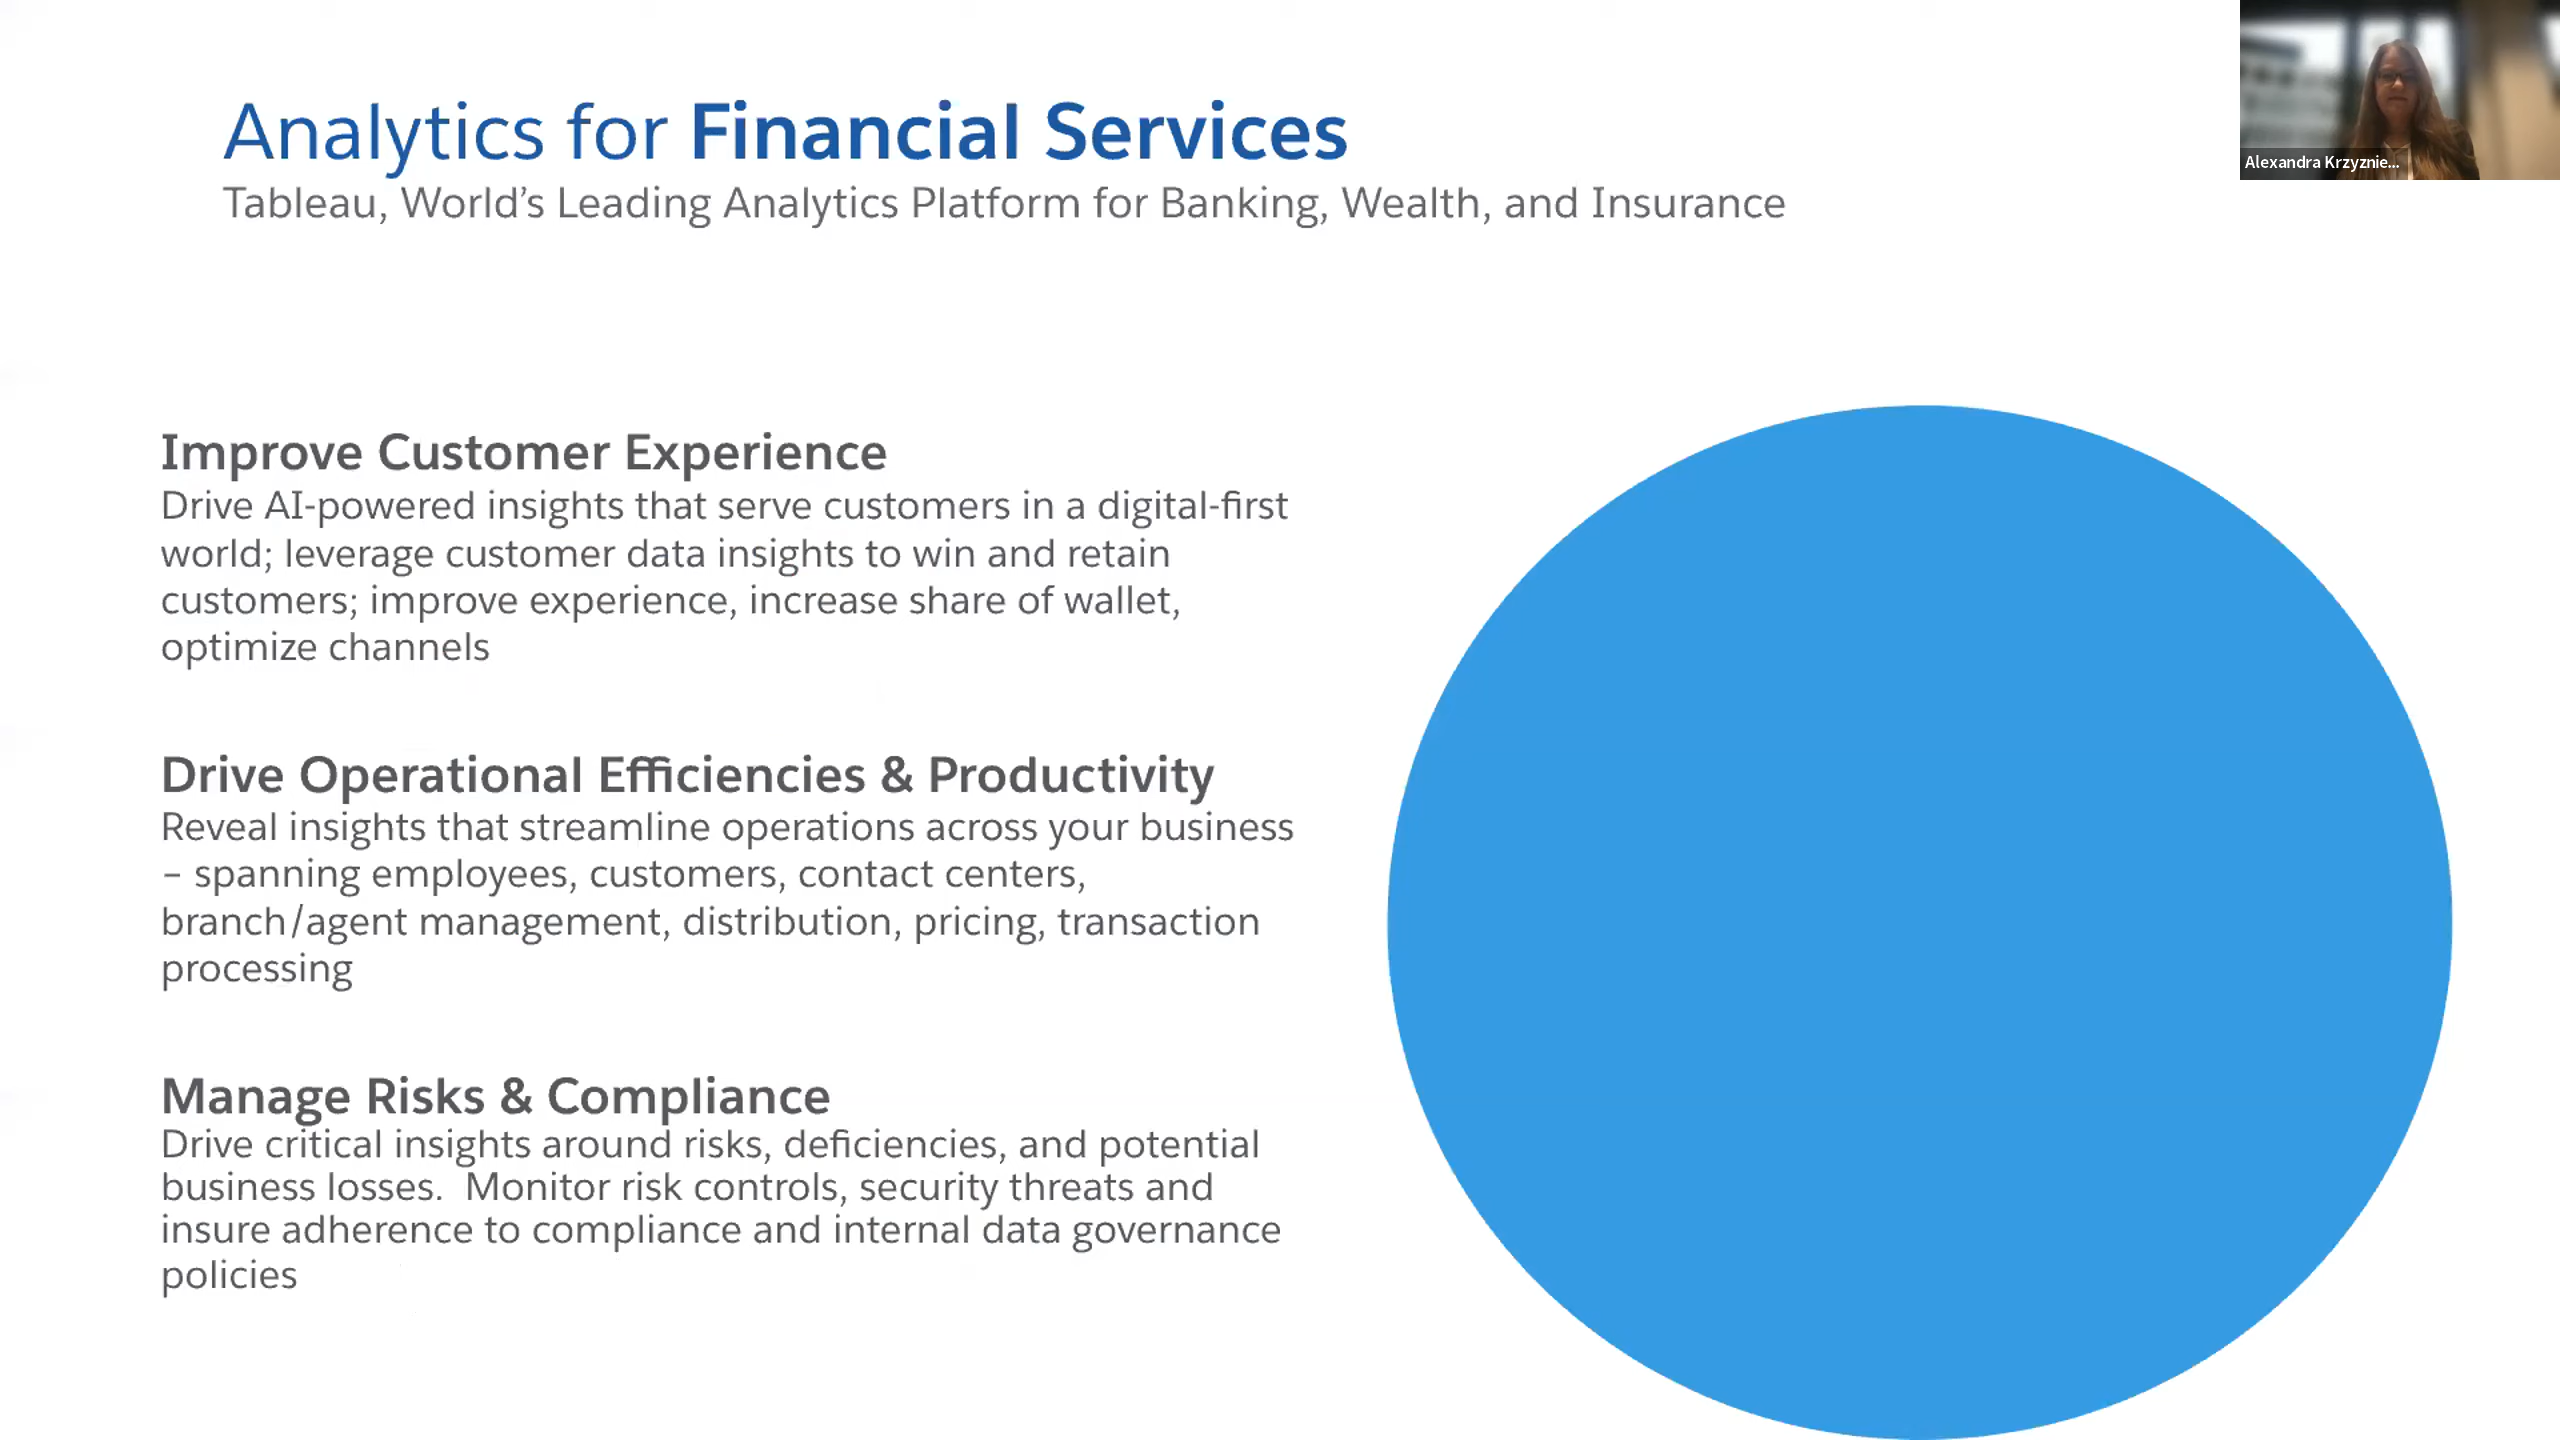 Analytics for Financial Services
Tableau, World’s Leading Analytics Platform for Banking, Wealth, and Insurance
Alexandra Krzyznie...
Improve Customer Experience
Drive AI-powered insights that serve customers in a digital-first
world; leverage customer data insights to win and retain
customers; improve experience, increase share of wallet,
optimize channels
Drive Operational Efficiencies & Productivity
Reveal insights that streamline operations across your business
– spanning employees, customers, contact centers,
branch/agent management, distribution, pricing, transaction
processing
Manage Risks & Compliance
Drive critical insights around risks, deficiencies, and potential
business losses.  Monitor risk controls, security threats and
insure adherence to compliance and internal data governance
policies